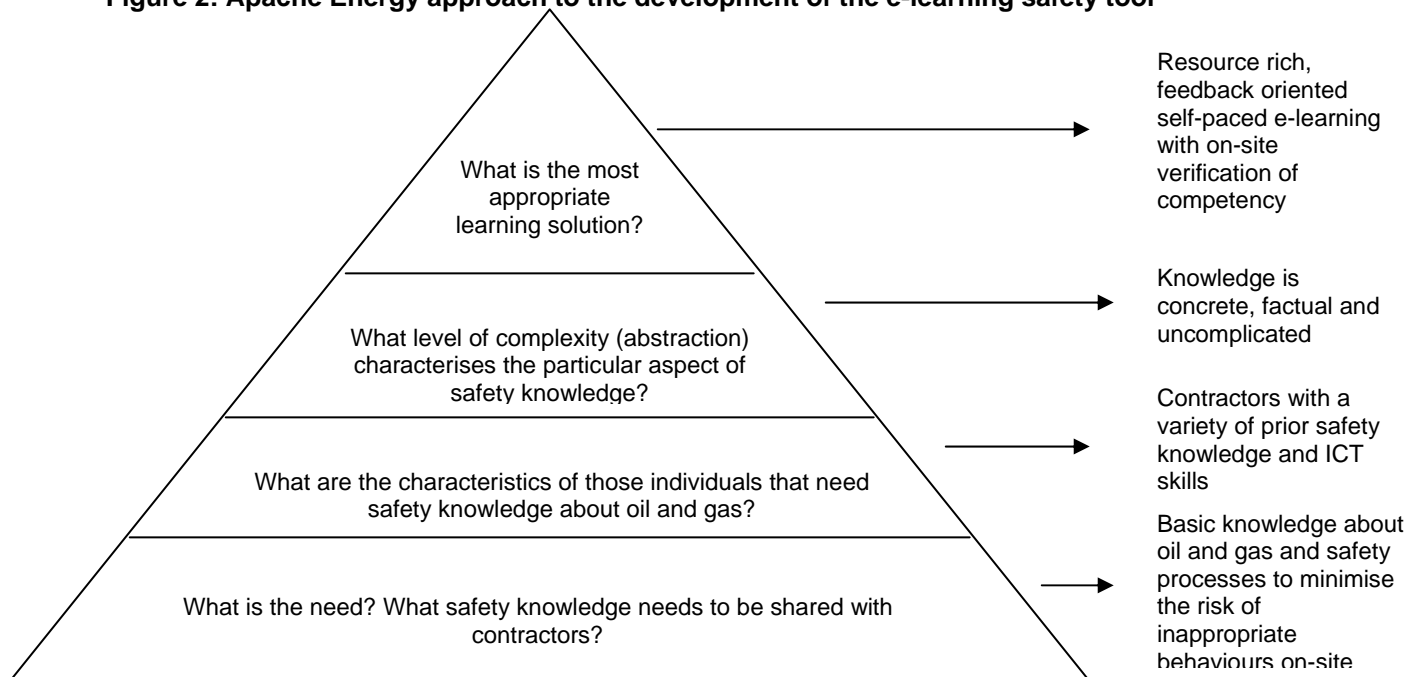 Figure 2: Apache Energy approach to the development of the e-learning safety tool
Resource rich,
feedback oriented
self-paced e-learning
with on-site
verification of
competency
What is the most
appropriate
learning solution?
Knowledge is
concrete, factual and
uncomplicated
What level of complexity (abstraction)
characterises the particular aspect of
safety knowledge?
Contractors with a
variety of prior safety
knowledge and ICT
skills
What are the characteristics of those individuals that need
safety knowledge about oil and gas?
Basic knowledge about
oil and gas and safety
processes to minimise
the risk of
inappropriate
behaviours on-site
What is the need? What safety knowledge needs to be shared with
contractors?